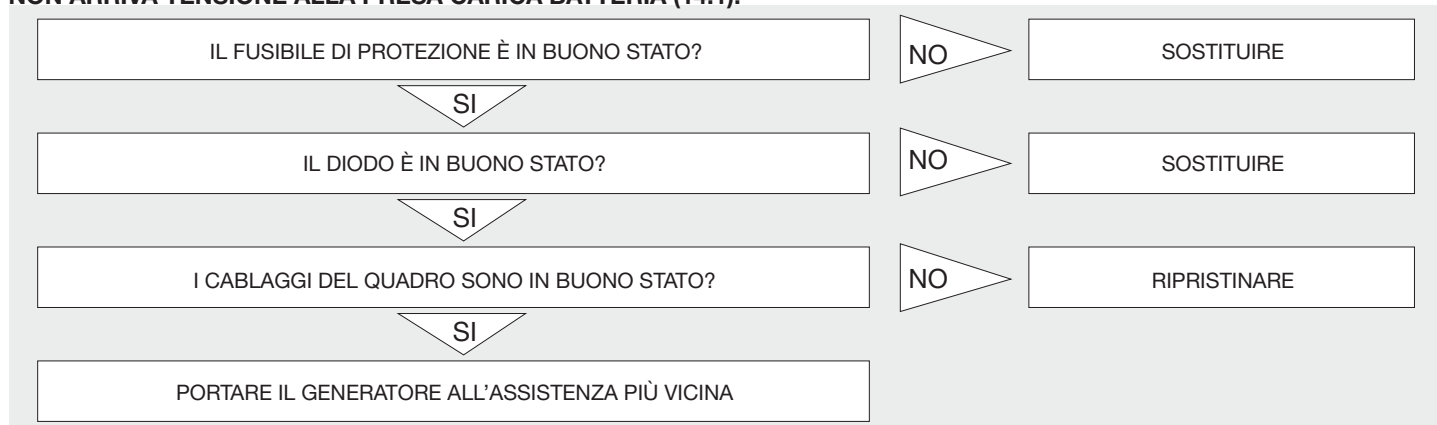 NON ARRIVA TENSIONE ALLA PRESA CARICA BATTERIA (14.1).
IL FUSIBILE DI PROTEZIONE È IN BUONO STATO?
NO
SOSTITUIRE
SI
IL DIODO È IN BUONO STATO?
NO
SOSTITUIRE
SI
I CABLAGGI DEL QUADRO SONO IN BUONO STATO?
NO
RIPRISTINARE
SI
PORTARE IL GENERATORE ALL’ASSISTENZA PIÙ VICINA